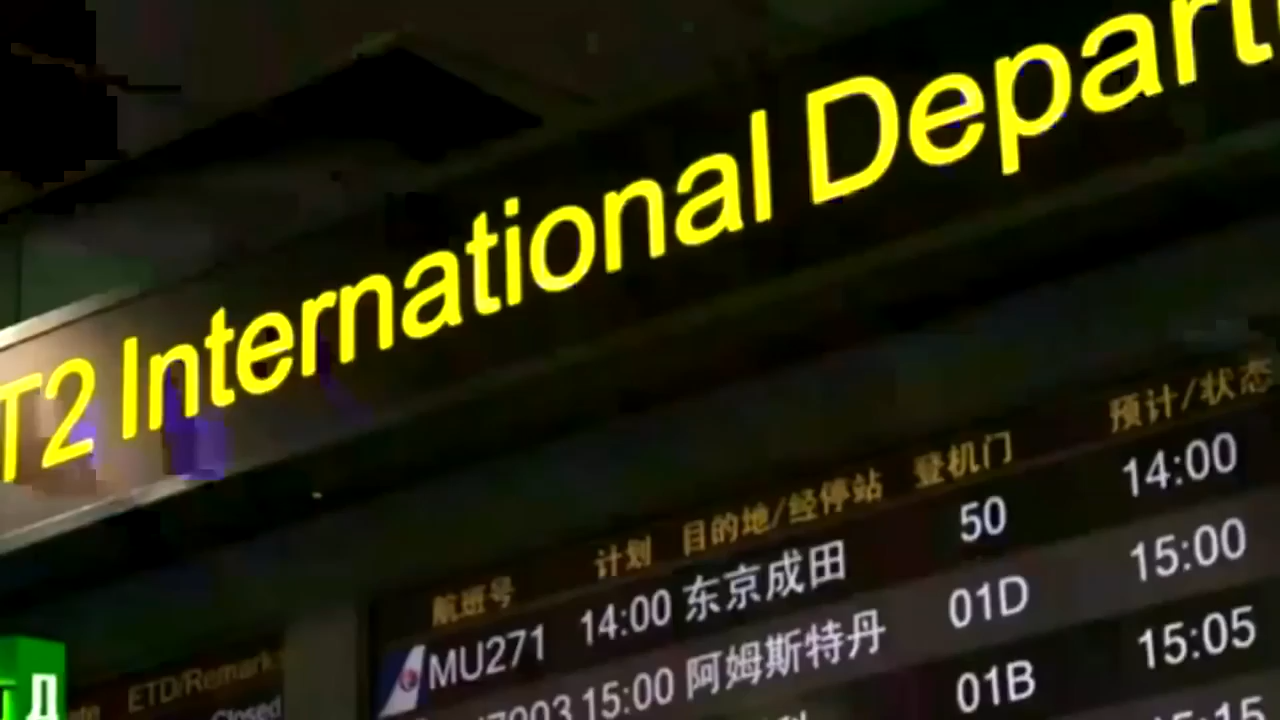 T2 International Depart
航班号 计划 目的地/经停站 登机门 预计/状态
MU271 14:00 东京成田 50 14:00
15:00 阿姆斯特丹 01D 15:00
01B 15:05
ETD/Remark
Closed